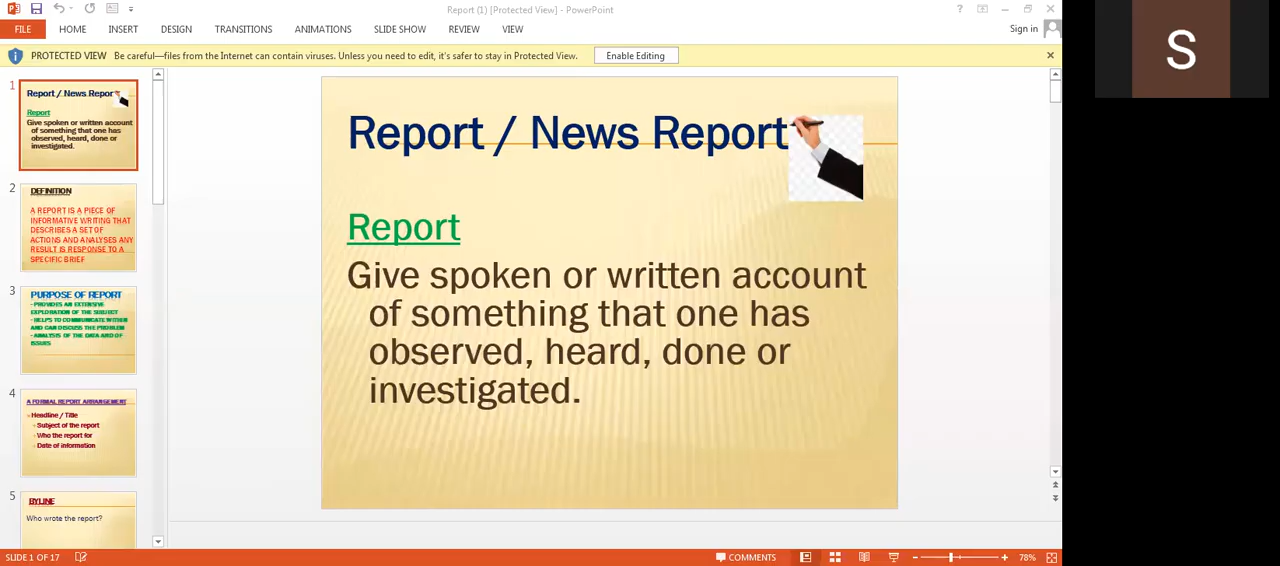 Report (1) [Protected View] - PowerPoint
?
FILE HOME INSERT DESIGN TRANSITIONS ANIMATIONS SLIDE SHOW REVIEW VIEW Sign in
PROTECTED VIEW Be careful—files from the Internet can contain viruses. Unless you need to edit, it's safer to stay in Protected View. Enable Editing
S
1
Report / News Report
Report
Give spoken or written account
of something that one has
observed, heard, done or
investigated.
2
DEFINITION
A REPORT IS A PIECE OF
INFORMATIVE WRITING THAT
DESCRIBES A SET OF
ACTIONS AND ANALYSES ANY
RESULT IS RESPONSE TO A
SPECIFIC BRIEF
3
PURPOSE OF REPORT
- PROVIDES AN EXTENSIVE
EXPLORATION OF THE SUBJECT
- HELPS TO COMMUNICATE WITHIN
AND CAN DISCUSS THE PROBLEM
- ANALYSIS OF THE DATA AND OF
ISSUES
4
A FORMAL REPORT ARRANGEMENT
Headline / Title
Subject of the report
Who the report for
Date of information
5
BYLINE
Who wrote the report?
Report / News Report
Report
Give spoken or written account
of something that one has
observed, heard, done or
investigated.
SLIDE 1 OF 17 COMMENTS 78%